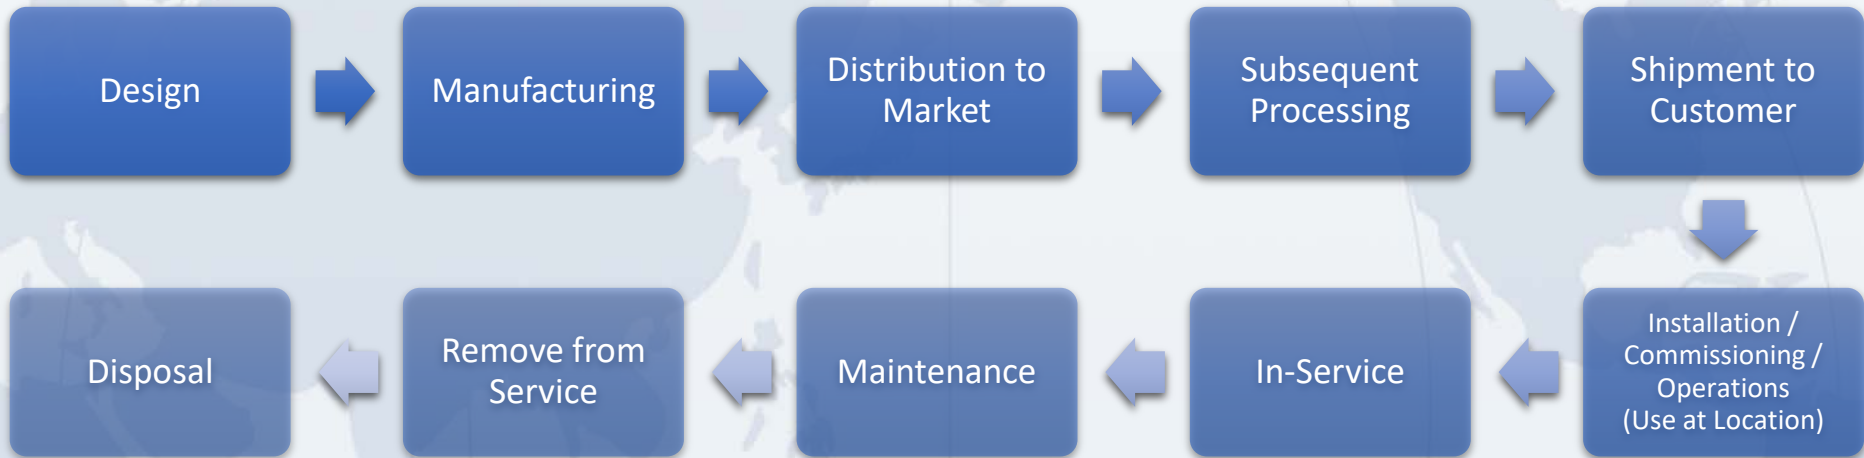 Design
Manufacturing
Distribution to
Market
Subsequent
Processing
Shipment to
Customer
Installation /
Commissioning /
Operations
(Use at Location)
In-Service
Maintenance
Remove from
Service
Disposal